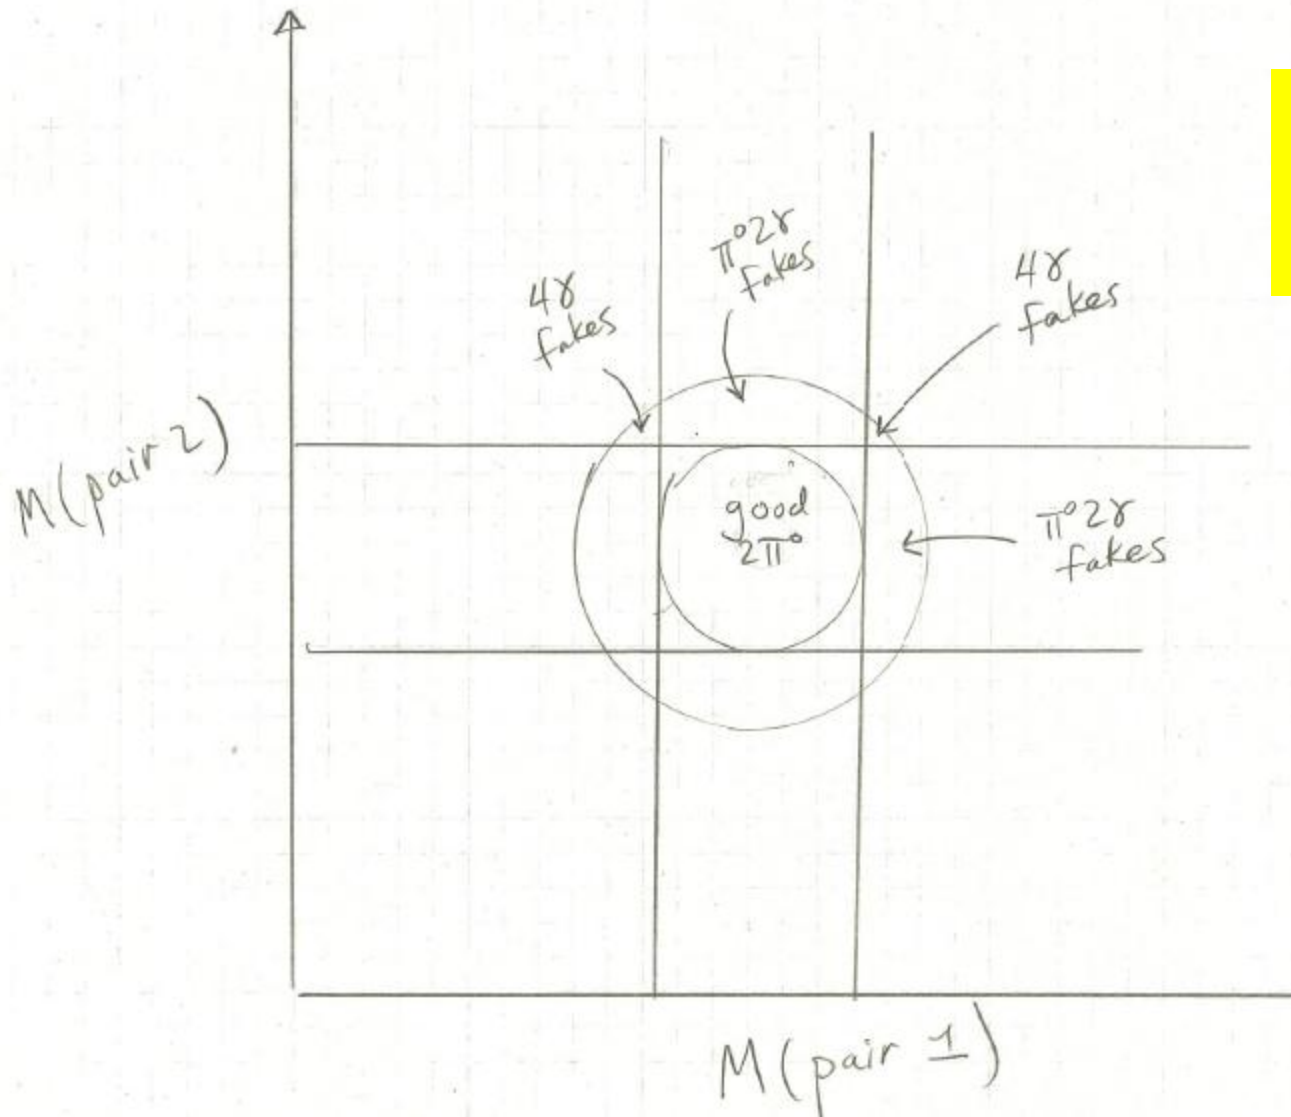 π°2γ
fakes
4γ
fakes
4γ
fakes
M(pair 2)
good
2π°
π°2γ
fakes
M(pair 1)